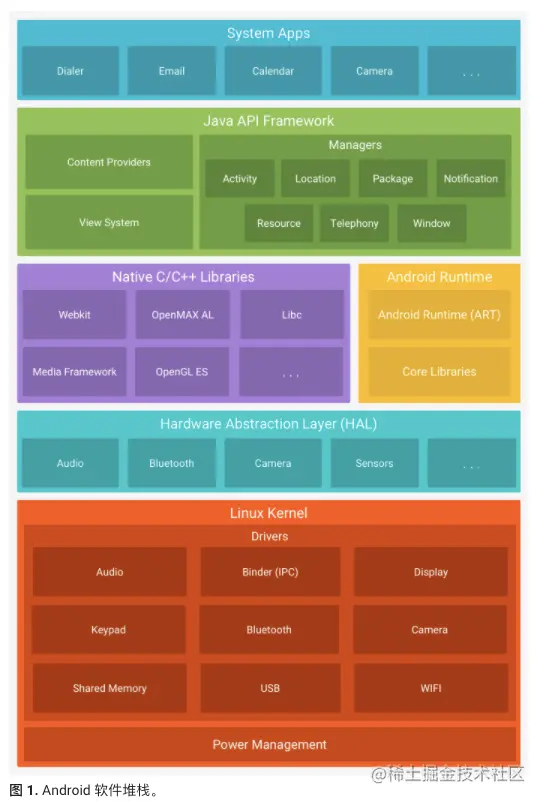 System Apps
Dialer Email Calendar Camera . . .
Java API Framework
Managers
Content Providers
Activity Location Package Notification
View System
Resource Telephony Window
Native C/C++ Libraries Android Runtime
Webkit OpenMAX AL Libc Android Runtime (ART)
Media Framework OpenGL ES . . . Core Libraries
Hardware Abstraction Layer (HAL)
Audio Bluetooth Camera Sensors . . .
Linux Kernel
Drivers
Audio Binder (IPC) Display
Keypad Bluetooth Camera
Shared Memory USB WIFI
Power Management
@稀土掘金技术社区
图 1. Android 软件堆栈。